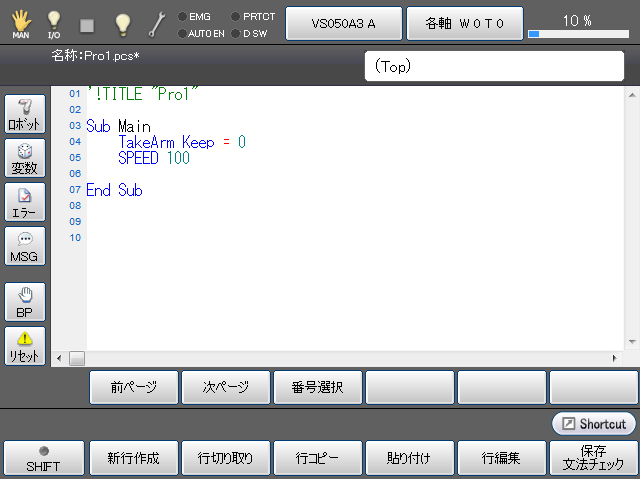 MAN
I/O
EMG
PRTCT
AUTO EN
D SW
VS050A3 A
各軸 W0T0
10 %
名称:Pro1.pcs*
(Top)
01 '!TITLE "Pro1"
02
03 Sub Main
04 TakeArm Keep = 0
05 SPEED 100
06
07 End Sub
08
09
10
ロボット
変数
エラー
MSG
BP
リセット
前ページ
次ページ
番号選択
Shortcut
SHIFT
新行作成
行切り取り
行コピー
貼り付け
行編集
保存
文法チェック